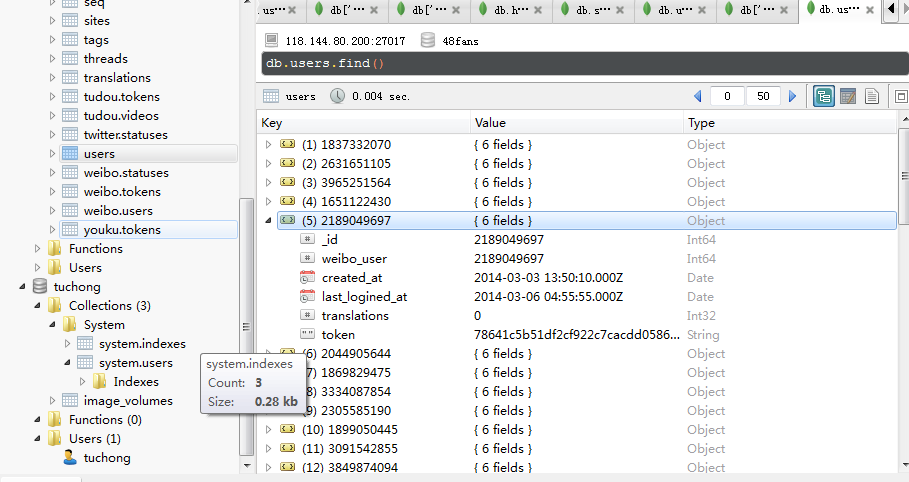 seq
sites
tags
threads
translations
tudou.tokens
tudou.videos
twitter.statuses
users
weibo.statuses
weibo.tokens
weibo.users
youku.tokens
Functions
Users
tuchong
Collections (3)
System
system.indexes
system.users
Indexes
image_volumes
Functions (0)
Users (1)
tuchong
system.indexes
Count: 3
Size: 0.28 kb
. us… db['… db['… db. h… db. s… db. u… db['… db. us…
118.144.80.200:27017 48fans
db.users.find()
users 0.004 sec. 0 50
Key Value Type
(1) 1837332070 { 6 fields } Object
(2) 2631651105 { 6 fields } Object
(3) 3965251564 { 6 fields } Object
(4) 1651122430 { 6 fields } Object
(5) 2189049697 { 6 fields } Object
_id 2189049697 Int64
weibo_user 2189049697 Int64
created_at 2014-03-03 13:50:10.000Z Date
last_logined_at 2014-03-06 04:55:55.000Z Date
translations 0 Int32
token 78641c5b51df2cf922c7cacdd0586... String
(6) 2044905644 { 6 fields } Object
7) 1869829475 { 6 fields } Object
8) 3334087854 { 6 fields } Object
9) 2305585190 { 6 fields } Object
(10) 1899050445 { 6 fields } Object
(11) 3091542855 { 6 fields } Object
(12) 3849874094 { 6 fields } Object